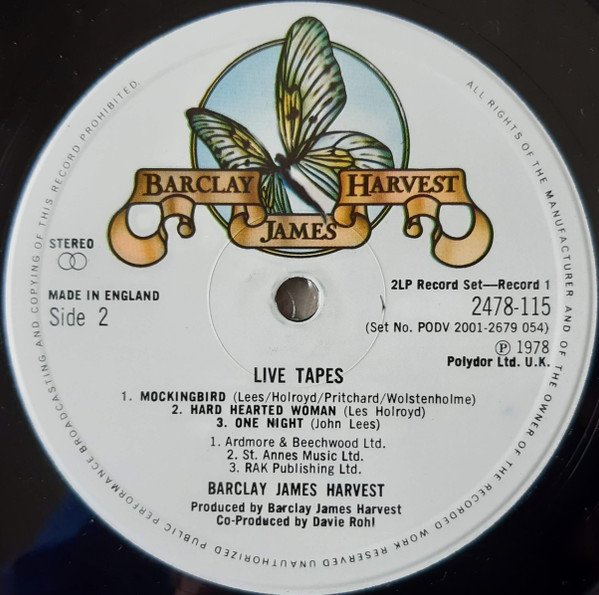 ALL RIGHTS OF THE MANUFACTURER AND OF THE OWNER OF THE RECORDED WORK RESERVED UNAUTHORIZED PUBLIC PERFORMANCE BROADCASTING AND COPYING OF THIS RECORD PROHIBITED.
BARCLAY JAMES HARVEST
STEREO
MADE IN ENGLAND
Side 2
2LP Record Set—Record 1
2478-115
(Set No. PODV 2001-2679 054)
Ⓟ 1978
Polydor Ltd. U.K.
LIVE TAPES
1. MOCKINGBIRD (Lees/Holroyd/Pritchard/Wolstenholme)
2. HARD HEARTED WOMAN (Les Holroyd)
3. ONE NIGHT (John Lees)
1. Ardmore & Beechwood Ltd.
2. St. Annes Music Ltd.
3. RAK Publishing Ltd.
BARCLAY JAMES HARVEST
Produced by Barclay James Harvest
Co-Produced by Davie Rohl